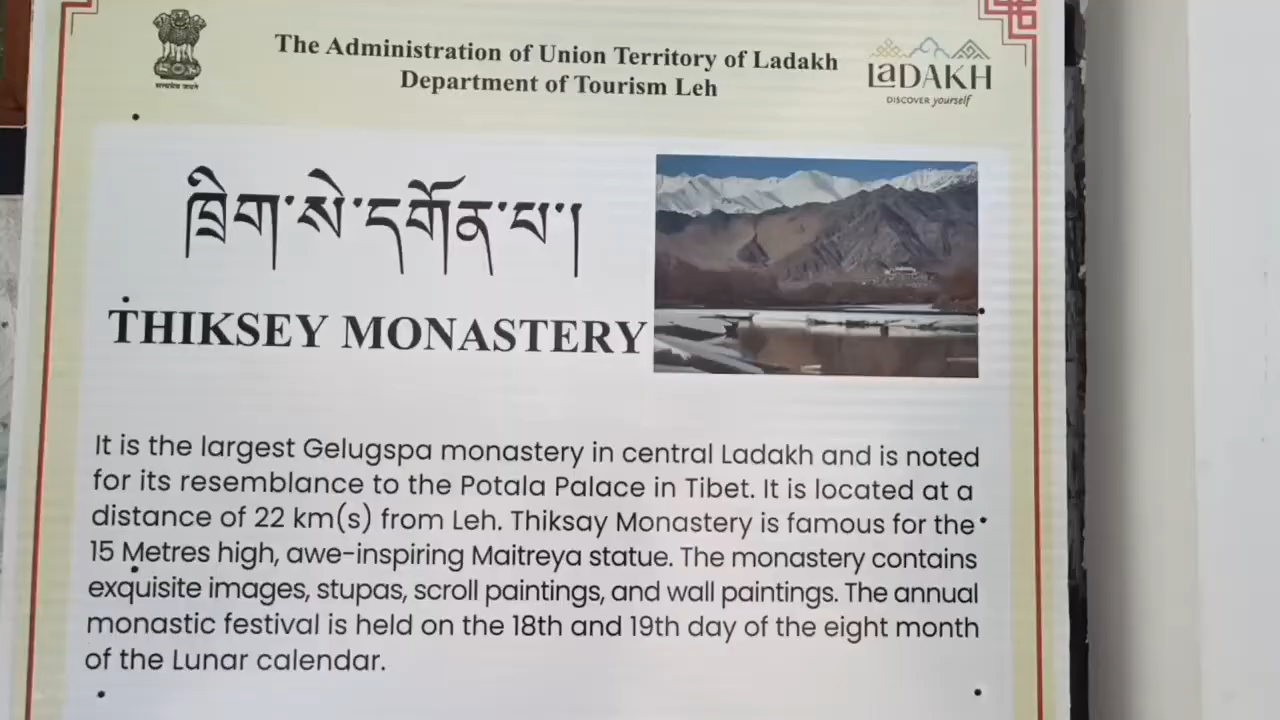 The Administration of Union Territory of Ladakh
Department of Tourism Leh
सत्यमेव जयते
LaDAKH
DISCOVER yourself
ཁྲིག་སེ་དགོན་པ།
THIKSEY MONASTERY
It is the largest Gelugspa monastery in central Ladakh and is noted
for its resemblance to the Potala Palace in Tibet. It is located at a
distance of 22 km(s) from Leh. Thiksay Monastery is famous for the
15 Metres high, awe-inspiring Maitreya statue. The monastery contains
exquisite images, stupas, scroll paintings, and wall paintings. The annual
monastic festival is held on the 18th and 19th day of the eight month
of the Lunar calendar.